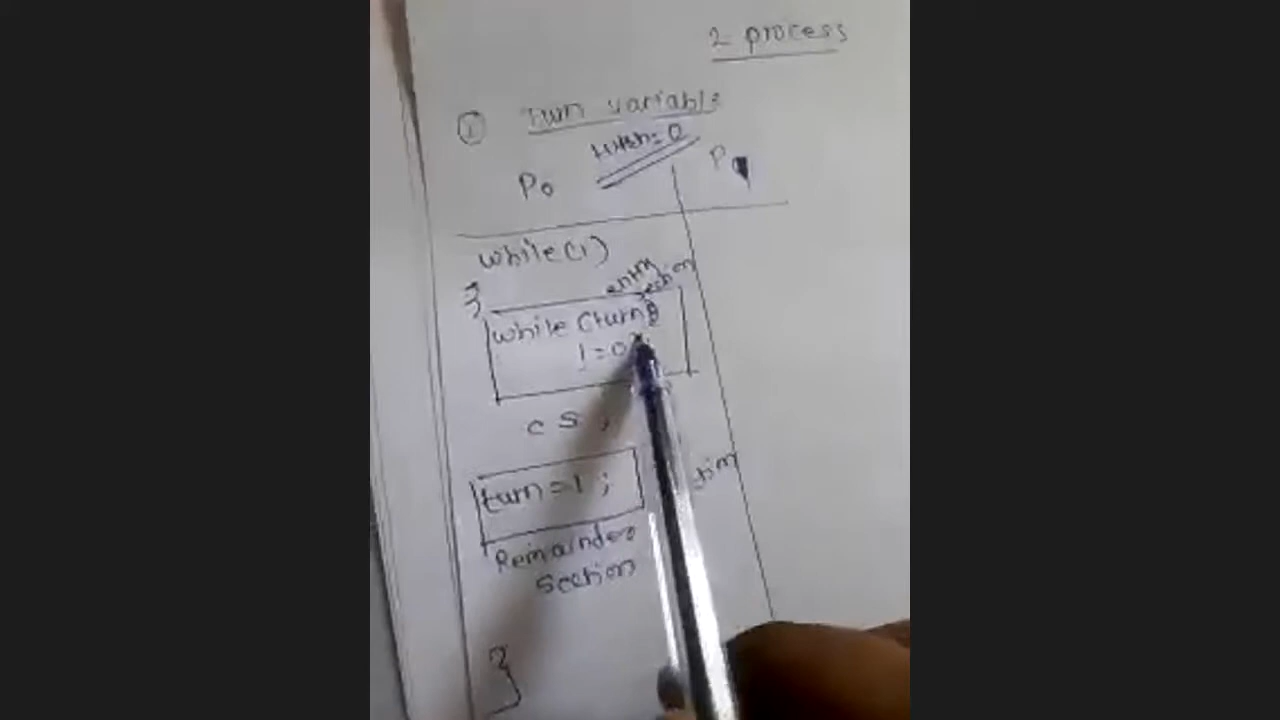 2 process
① Turn variable
turn=0
P0
P
while(1)
{
entry
section
while (turn
!=0
CS;
turn=1;
Remainder
section
}